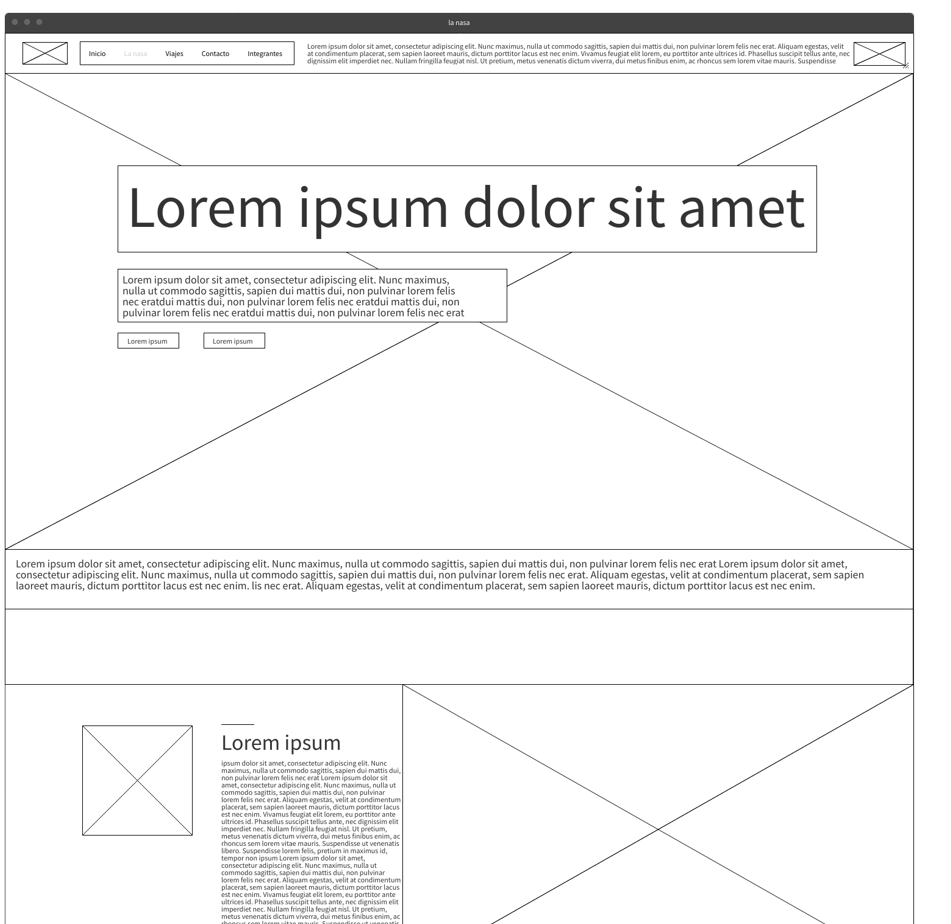 la nasa
Inicio La nasa Viajes Contacto Integrantes
Lorem ipsum dolor sit amet, consectetur adipiscing elit. Nunc maximus, nulla ut commodo sagittis, sapien dui mattis dui, non pulvinar lorem felis nec erat. Aliquam egestas, velit
at condimentum placerat, sem sapien laoreet mauris, dictum porttitor lacus est nec enim. Vivamus feugiat elit lorem, eu porttitor ante ultrices id. Phasellus suscipit tellus ante, nec
dignissim elit imperdiet nec. Nullam fringilla feugiat nisl. Ut pretium, metus venenatis dictum viverra, dui metus finibus enim, ac rhoncus sem lorem vitae mauris. Suspendisse
Lorem ipsum dolor sit amet
Lorem ipsum dolor sit amet, consectetur adipiscing elit. Nunc maximus,
nulla ut commodo sagittis, sapien dui mattis dui, non pulvinar lorem felis
nec eratdui mattis dui, non pulvinar lorem felis nec eratdui mattis dui, non
pulvinar lorem felis nec eratdui mattis dui, non pulvinar lorem felis nec erat
Lorem ipsum
Lorem ipsum
Lorem ipsum dolor sit amet, consectetur adipiscing elit. Nunc maximus, nulla ut commodo sagittis, sapien dui mattis dui, non pulvinar lorem felis nec erat Lorem ipsum dolor sit amet,
consectetur adipiscing elit. Nunc maximus, nulla ut commodo sagittis, sapien dui mattis dui, non pulvinar lorem felis nec erat. Aliquam egestas, velit at condimentum placerat, sem sapien
laoreet mauris, dictum porttitor lacus est nec enim. lis nec erat. Aliquam egestas, velit at condimentum placerat, sem sapien laoreet mauris, dictum porttitor lacus est nec enim.
Lorem ipsum
ipsum dolor sit amet, consectetur adipiscing elit. Nunc
maximus, nulla ut commodo sagittis, sapien dui mattis dui,
non pulvinar lorem felis nec erat Lorem ipsum dolor sit
amet, consectetur adipiscing elit. Nunc maximus, nulla ut
commodo sagittis, sapien dui mattis dui, non pulvinar
lorem felis nec erat. Aliquam egestas, velit at condimentum
placerat, sem sapien laoreet mauris, dictum porttitor lacus
est nec enim. Vivamus feugiat elit lorem, eu porttitor ante
ultrices id. Phasellus suscipit tellus ante, nec dignissim elit
imperdiet nec. Nullam fringilla feugiat nisl. Ut pretium,
metus venenatis dictum viverra, dui metus finibus enim, ac
rhoncus sem lorem vitae mauris. Suspendisse ut venenatis
libero. Suspendisse lorem felis, pretium in maximus id,
tempor non ipsum Lorem ipsum dolor sit amet,
consectetur adipiscing elit. Nunc maximus, nulla ut
commodo sagittis, sapien dui mattis dui, non pulvinar
lorem felis nec erat. Aliquam egestas, velit at condimentum
placerat, sem sapien laoreet mauris, dictum porttitor lacus
est nec enim. Vivamus feugiat elit lorem, eu porttitor ante
ultrices id. Phasellus suscipit tellus ante, nec dignissim elit
imperdiet nec. Nullam fringilla feugiat nisl. Ut pretium,
metus venenatis dictum viverra, dui metus finibus enim, ac